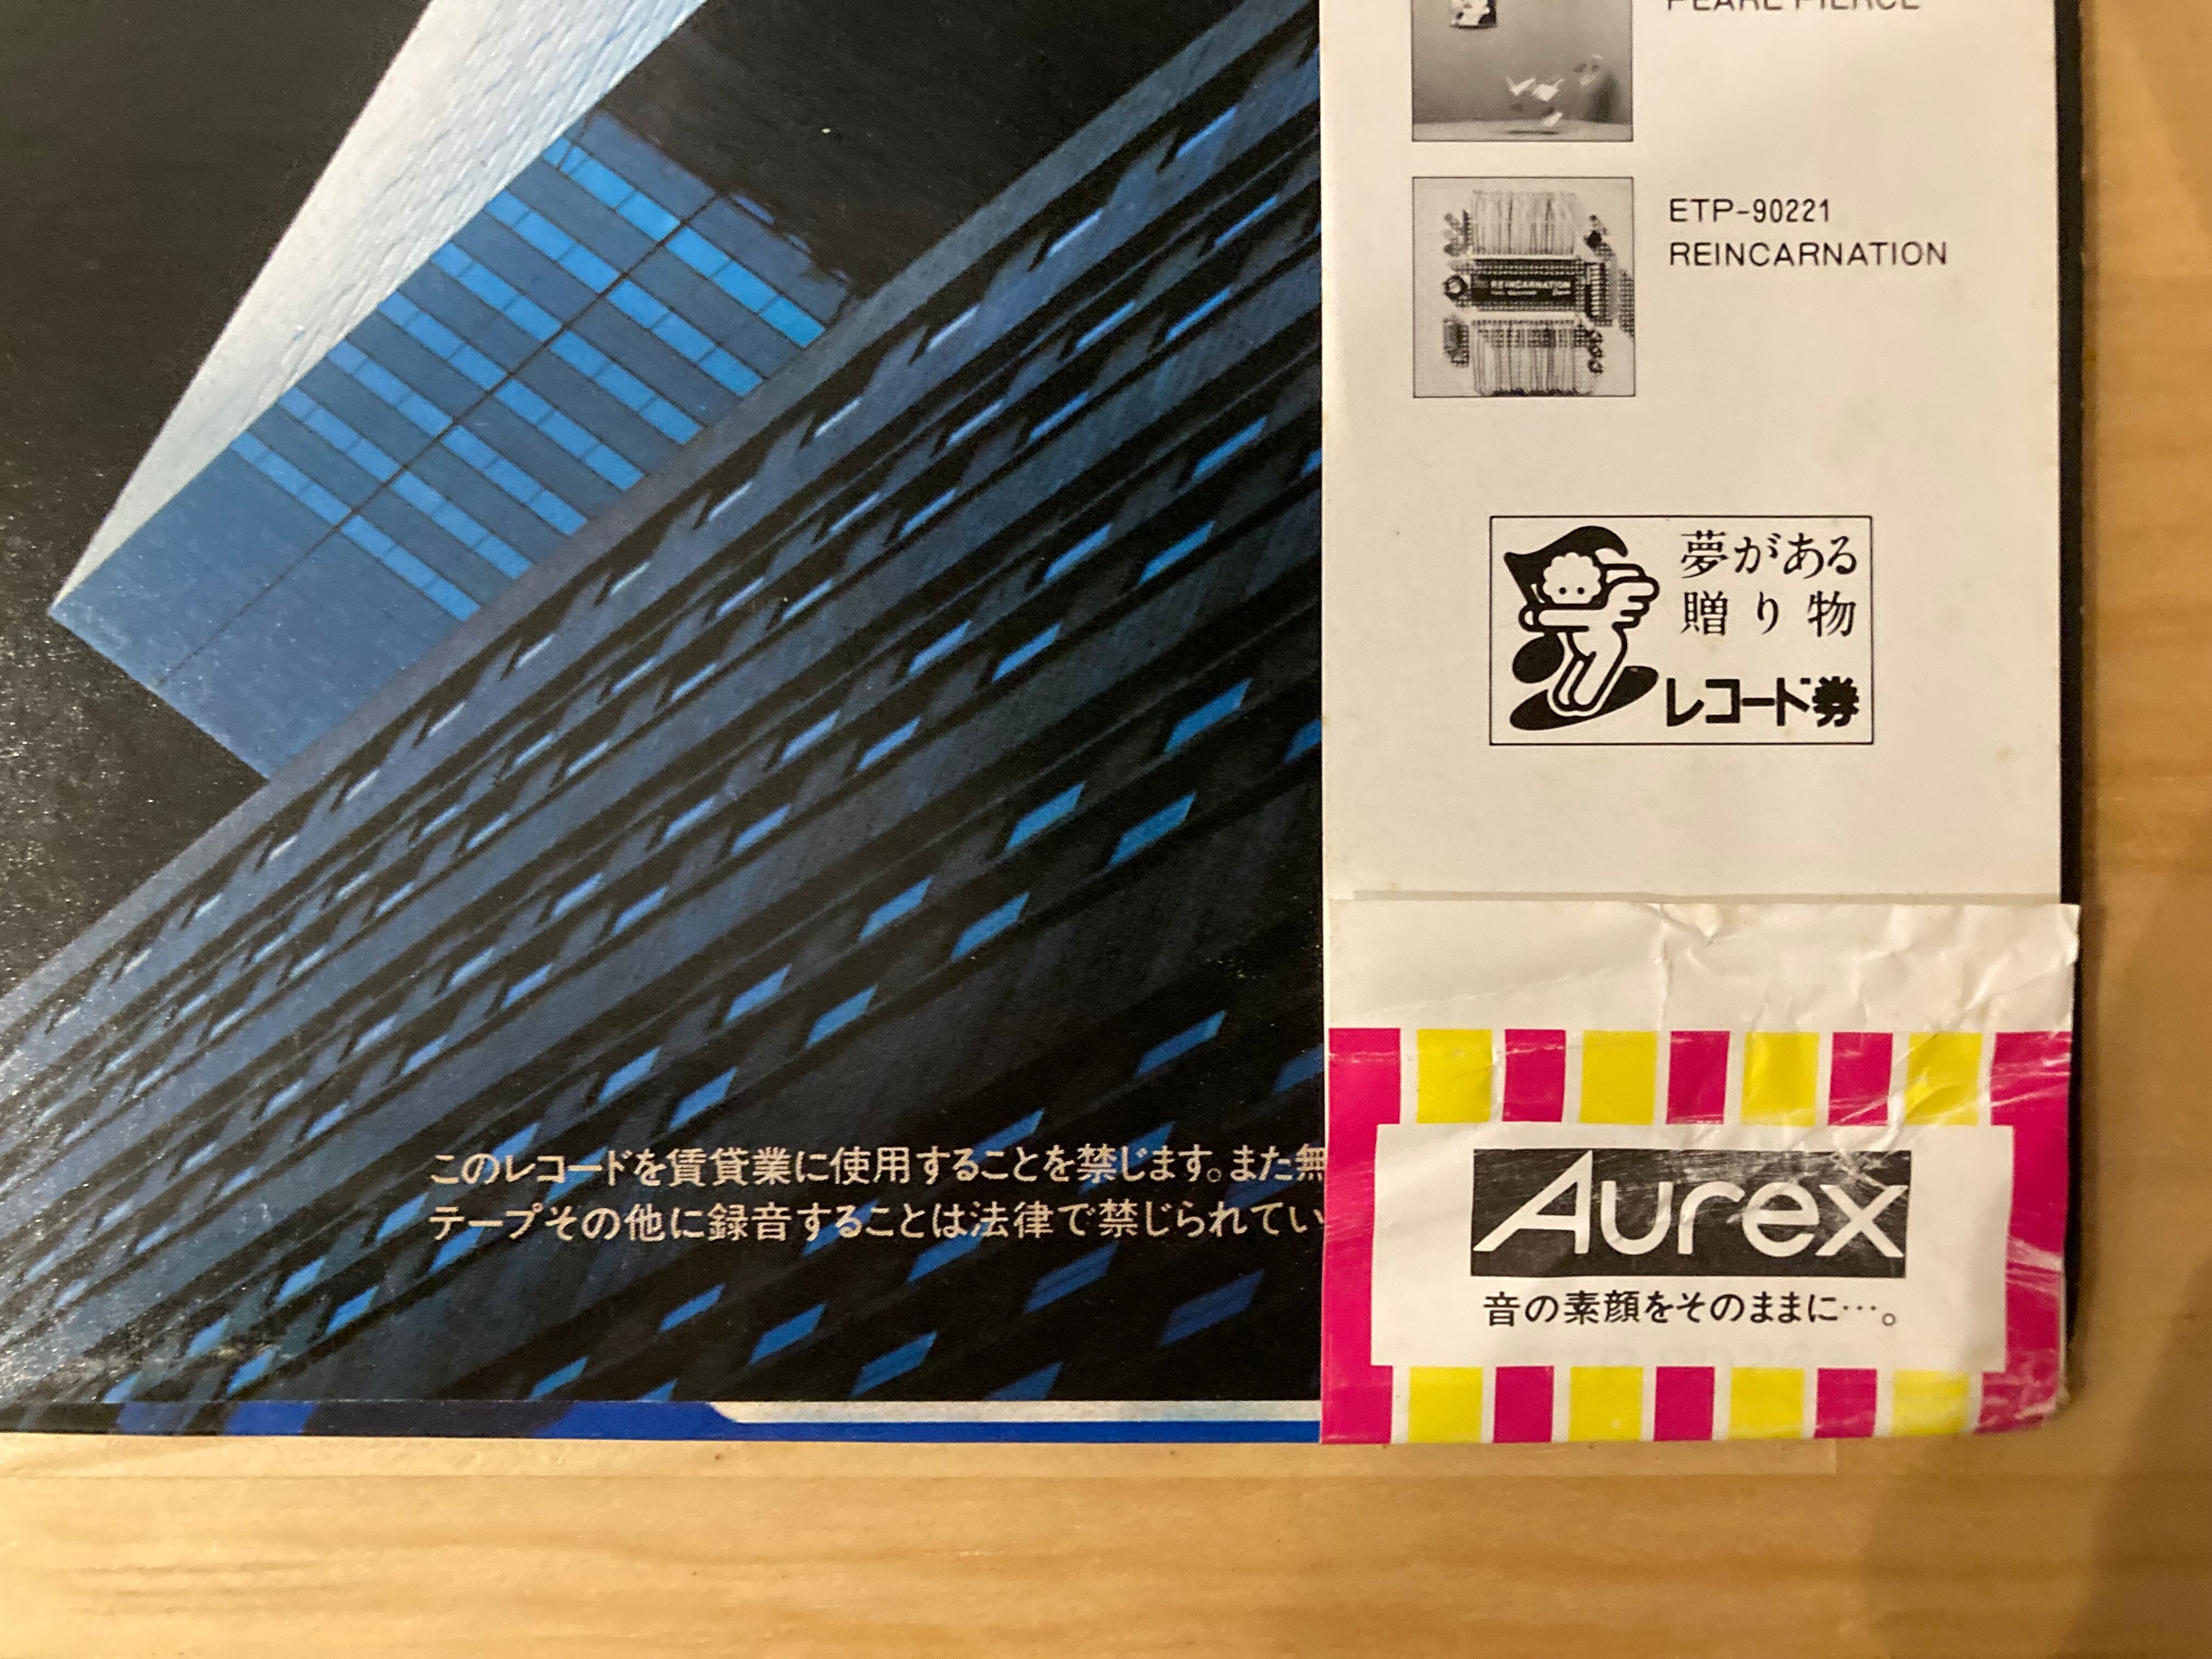 PEARL PIERCE
ETP-90221
REINCARNATION
REINCARNATION
夢がある
贈り物
レコード券
このレコードを賃貸業に使用することを禁じます。また無
テープその他に録音することは法律で禁じられてい
Aurex
音の素顔をそのままに…。